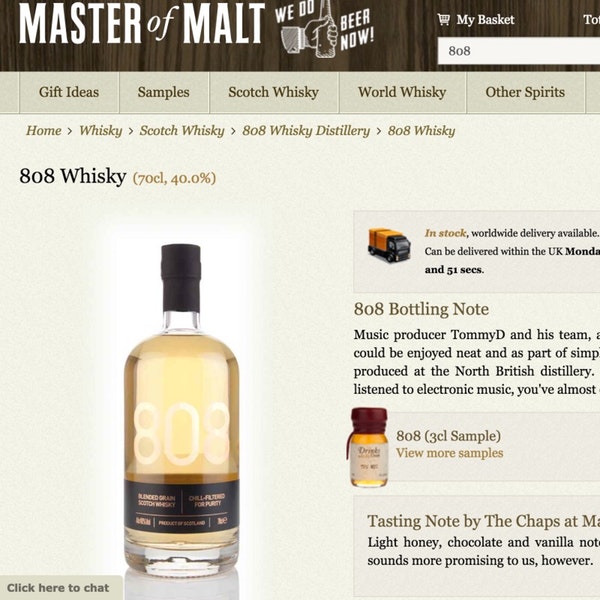 MASTER of MALT
WE DO
BEER
NOW!
My Basket
808
Gift Ideas
Samples
Scotch Whisky
World Whisky
Other Spirits
Home > Whisky > Scotch Whisky > 808 Whisky Distillery > 808 Whisky
808 Whisky (70cl, 40.0%)
In stock, worldwide delivery available.
Can be delivered within the UK Monda
and 51 secs.
808 Bottling Note
Music producer TommyD and his team, a
could be enjoyed neat and as part of simpl
produced at the North British distillery.
listened to electronic music, you've almost
808 (3cl Sample)
View more samples
Tasting Note by The Chaps at Ma
Light honey, chocolate and vanilla note
sounds more promising to us, however.
808
BLENDED GRAIN
SCOTCH WHISKY
CHILL-FILTERED
FOR PURITY
PRODUCT OF SCOTLAND
Click here to chat